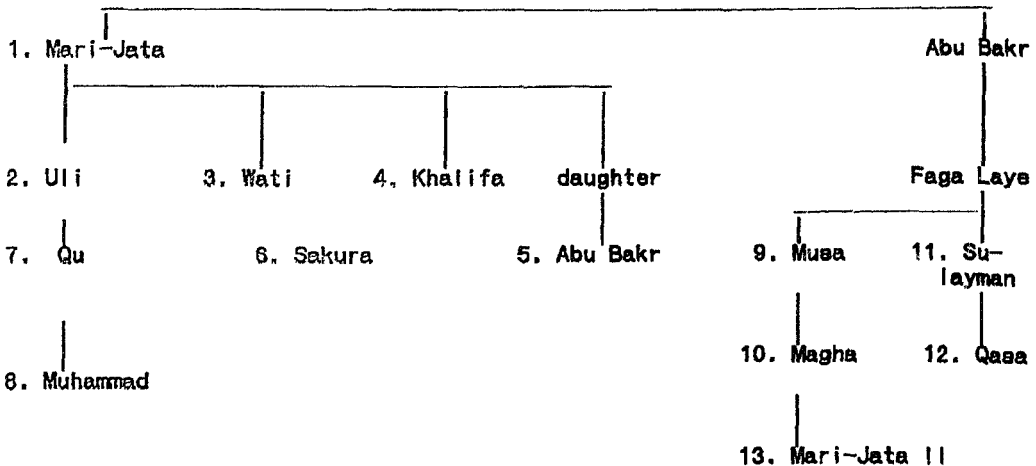 1. Mari-Jata Abu Bakr
2. Uli 3. Wati 4. Khalifa daughter Faga Laye
7. Qu 6. Sakura 5. Abu Bakr 9. Musa 11. Su-
layman
10. Magha 12. Qasa
8. Muhammad
13. Mari-Jata II